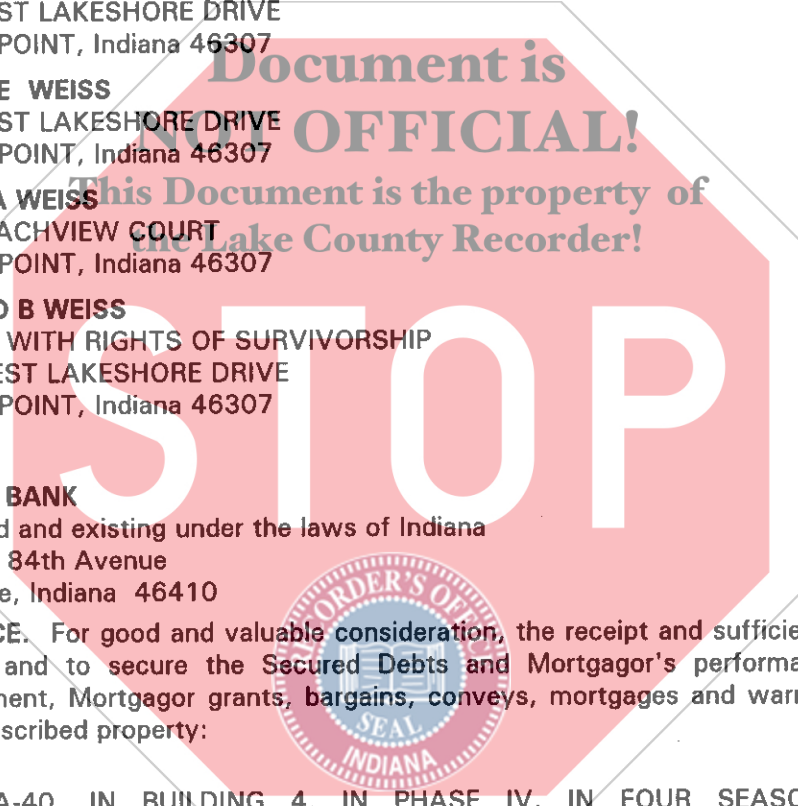 ST LAKESHORE DRIVE
POINT, Indiana 46307
Document is
E WEISS
NOT OFFICIAL!
ST LAKESHORE DRIVE
POINT, Indiana 46307
This Document is the property of
A WEISS
the Lake County Recorder!
ACHVIEW COURT
POINT, Indiana 46307
B WEISS
WITH RIGHTS OF SURVIVORSHIP
EST LAKESHORE DRIVE
POINT, Indiana 46307
STOP
BANK
d and existing under the laws of Indiana
84th Avenue
e, Indiana 46410
RECORDER'S OFFICE
CE. For good and valuable consideration, the receipt and sufficie
and to secure the Secured Debts and Mortgagor's performa
ent, Mortgagor grants, bargains, conveys, mortgages and warr
scribed property:
SEAL
INDIANA
A-40 IN BUILDING 4, IN PHASE IV, IN FOUR SEASO